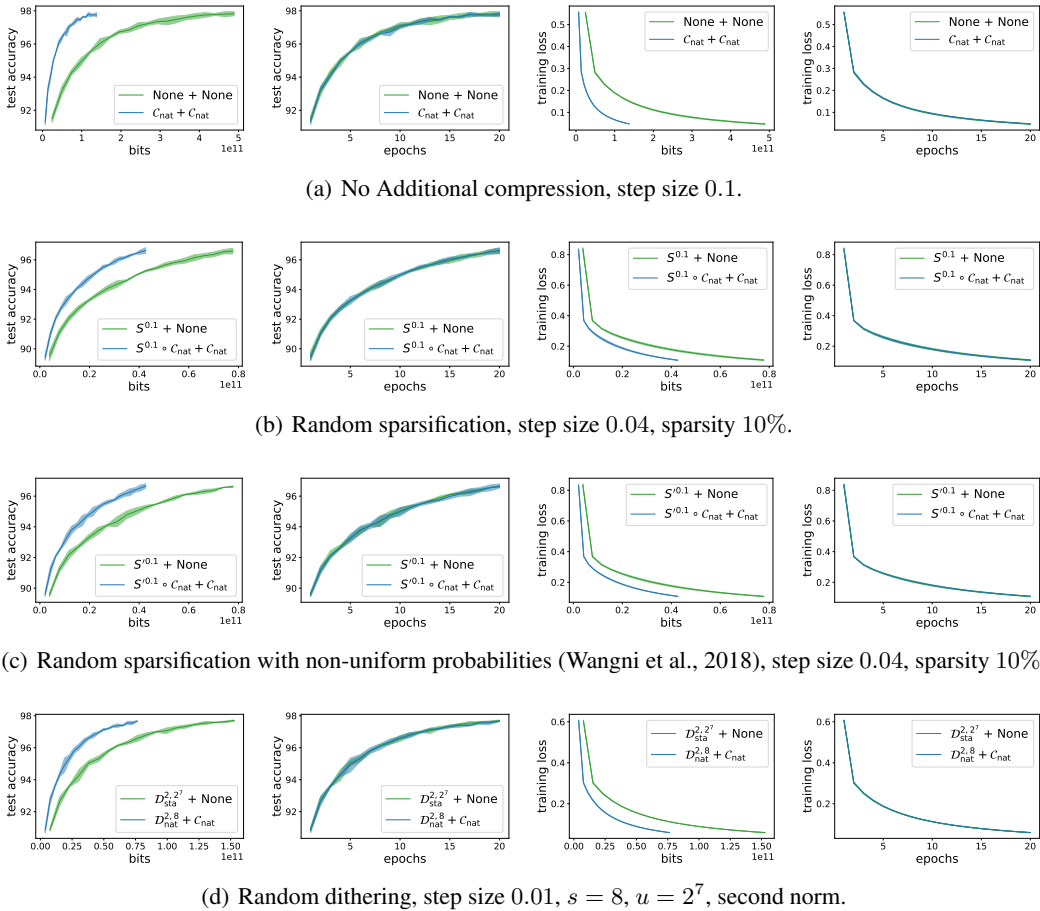 98
96
94
92
test accuracy
None + None
C_nat + C_nat
0 1 2 3 4 5
1e11
bits
98
96
94
92
test accuracy
None + None
C_nat + C_nat
5 10 15 20
epochs
0.5
0.4
0.3
0.2
0.1
training loss
None + None
C_nat + C_nat
0 1 2 3 4 5
1e11
bits
0.5
0.4
0.3
0.2
0.1
training loss
None + None
C_nat + C_nat
5 10 15 20
epochs
(a) No Additional compression, step size 0.1.
96
94
92
90
test accuracy
S^0.1 + None
S^0.1 ∘ C_nat + C_nat
0.0 0.2 0.4 0.6 0.8
1e11
bits
96
94
92
90
test accuracy
S^0.1 + None
S^0.1 ∘ C_nat + C_nat
5 10 15 20
epochs
0.8
0.6
0.4
0.2
training loss
S^0.1 + None
S^0.1 ∘ C_nat + C_nat
0.0 0.2 0.4 0.6 0.8
1e11
bits
0.8
0.6
0.4
0.2
training loss
S^0.1 + None
S^0.1 ∘ C_nat + C_nat
5 10 15 20
epochs
(b) Random sparsification, step size 0.04, sparsity 10%.
96
94
92
90
test accuracy
S′^0.1 + None
S′^0.1 ∘ C_nat + C_nat
0.0 0.2 0.4 0.6 0.8
1e11
bits
96
94
92
90
test accuracy
S′^0.1 + None
S′^0.1 ∘ C_nat + C_nat
5 10 15 20
epochs
0.8
0.6
0.4
0.2
training loss
S′^0.1 + None
S′^0.1 ∘ C_nat + C_nat
0.0 0.2 0.4 0.6 0.8
1e11
bits
0.8
0.6
0.4
0.2
training loss
S′^0.1 + None
S′^0.1 ∘ C_nat + C_nat
5 10 15 20
epochs
(c) Random sparsification with non-uniform probabilities (Wangni et al., 2018), step size 0.04, sparsity 10%
98
96
94
92
test accuracy
D_sta^2,2^7 + None
D_nat^2,8 + C_nat
0.00 0.25 0.50 0.75 1.00 1.25 1.50
1e11
bits
98
96
94
92
test accuracy
D_sta^2,2^7 + None
D_nat^2,8 + C_nat
5 10 15 20
epochs
0.6
0.4
0.2
training loss
D_sta^2,2^7 + None
D_nat^2,8 + C_nat
0.00 0.25 0.50 0.75 1.00 1.25 1.50
1e11
bits
0.6
0.4
0.2
training loss
D_sta^2,2^7 + None
D_nat^2,8 + C_nat
5 10 15 20
epochs
(d) Random dithering, step size 0.01, s = 8, u = 2^7, second norm.